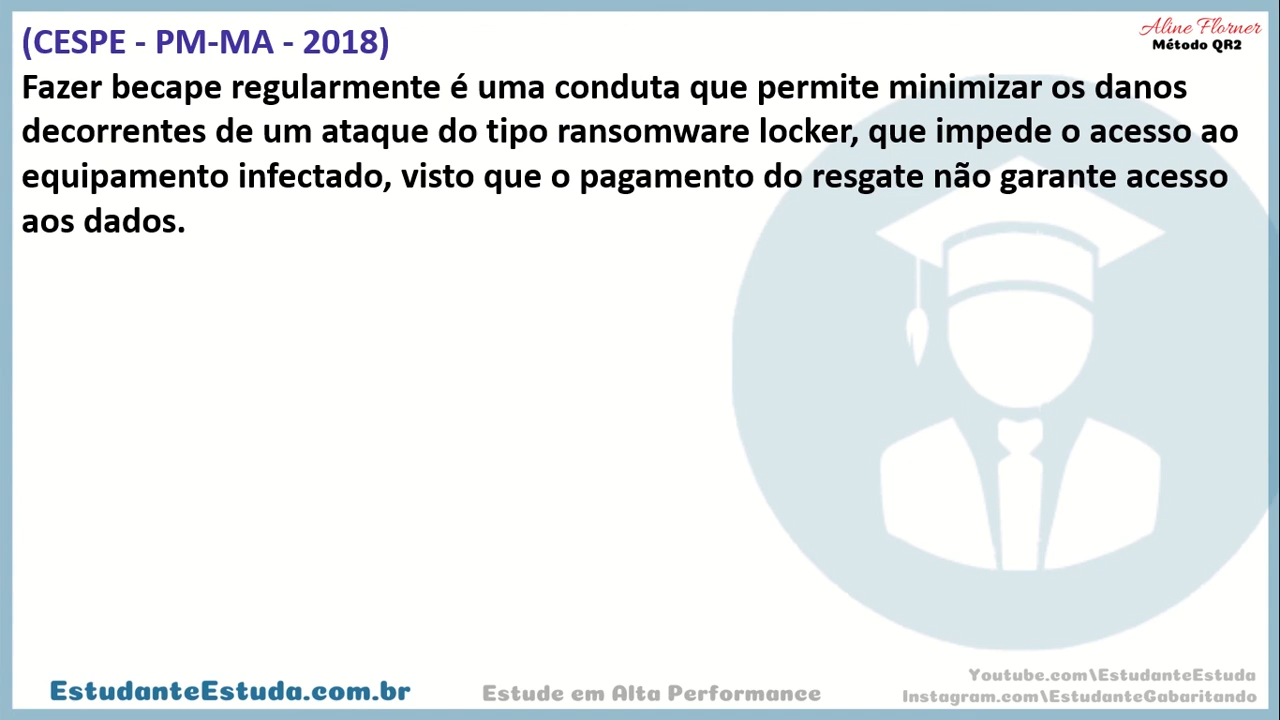 Aline Florner
(CESPE - PM-MA - 2018)
Método QR2
Fazer becape regularmente é uma conduta que permite minimizar os danos
decorrentes de um ataque do tipo ransomware locker, que impede o acesso ao
equipamento infectado, visto que o pagamento do resgate não garante acesso
aos dados.
Youtube.com\EstudanteEstuda
EstudanteEstuda.com.br
Estude em Alta Performance
Instagram.com\EstudanteGabaritando